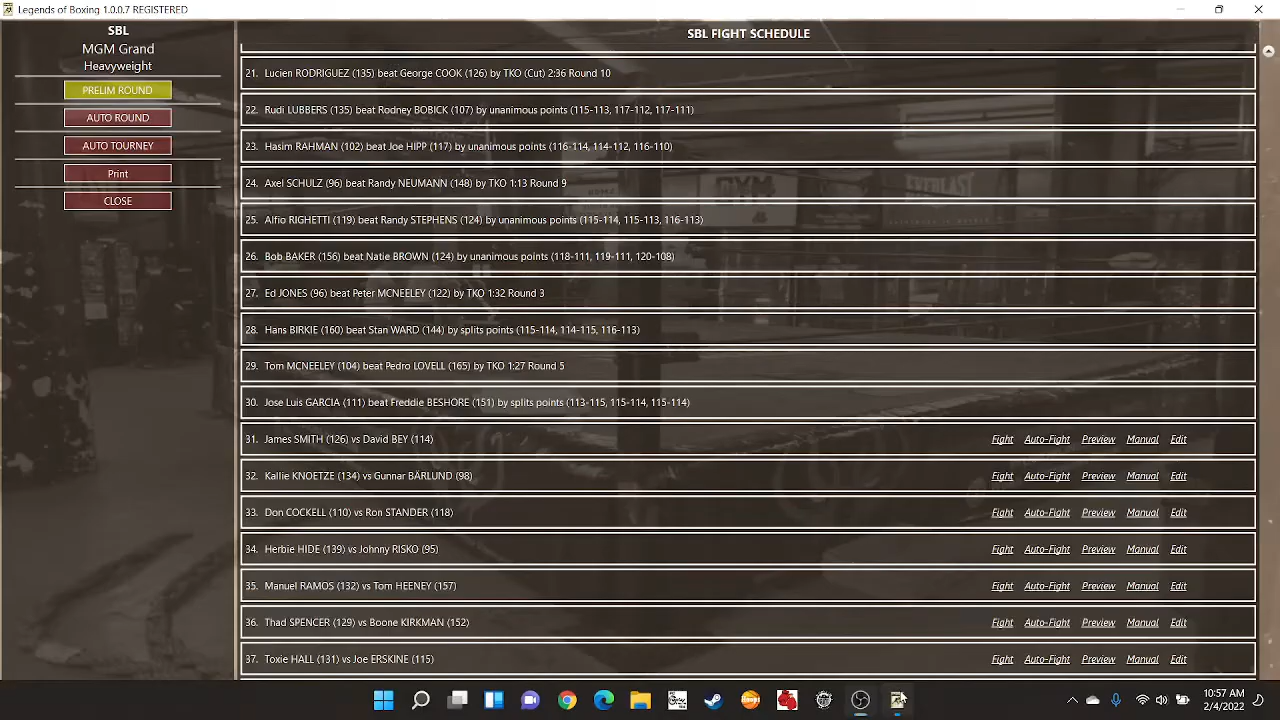 Legends of Boxing 1.0.0.7 REGISTERED
SBL
MGM Grand
Heavyweight
PRELIM ROUND
AUTO ROUND
AUTO TOURNEY
Print
CLOSE
SBL FIGHT SCHEDULE
21. Lucien RODRIGUEZ (135) beat George COOK (126) by TKO (Cut) 2:36 Round 10
22. Rudi LUBBERS (135) beat Rodney BOBICK (107) by unanimous points (115-113, 117-112, 117-111)
23. Hasim RAHMAN (102) beat Joe HIPP (117) by unanimous points (116-114, 114-112, 116-110)
24. Axel SCHULZ (96) beat Randy NEUMANN (148) by TKO 1:13 Round 9
25. Alfio RIGHETTI (119) beat Randy STEPHENS (124) by unanimous points (115-114, 115-113, 116-113)
26. Bob BAKER (156) beat Natie BROWN (124) by unanimous points (118-111, 119-111, 120-108)
27. Ed JONES (96) beat Peter MCNEELEY (122) by TKO 1:32 Round 3
28. Hans BIRKIE (160) beat Stan WARD (144) by splits points (115-114, 114-115, 116-113)
29. Tom MCNEELEY (104) beat Pedro LOVELL (165) by TKO 1:27 Round 5
30. Jose Luis GARCIA (111) beat Freddie BESHORE (151) by splits points (113-115, 115-114, 115-114)
31. James SMITH (126) vs David BEY (114) Fight Auto-Fight Preview Manual Edit
32. Kallie KNOETZE (134) vs Gunnar BÄRLUND (98) Fight Auto-Fight Preview Manual Edit
33. Don COCKELL (110) vs Ron STANDER (118) Fight Auto-Fight Preview Manual Edit
34. Herbie HIDE (139) vs Johnny RISKO (95) Fight Auto-Fight Preview Manual Edit
35. Manuel RAMOS (132) vs Tom HEENEY (157) Fight Auto-Fight Preview Manual Edit
36. Thad SPENCER (129) vs Boone KIRKMAN (152) Fight Auto-Fight Preview Manual Edit
37. Toxie HALL (131) vs Joe ERSKINE (115) Fight Auto-Fight Preview Manual Edit
GYM
EVERLAST
10:57 AM
2/4/2022